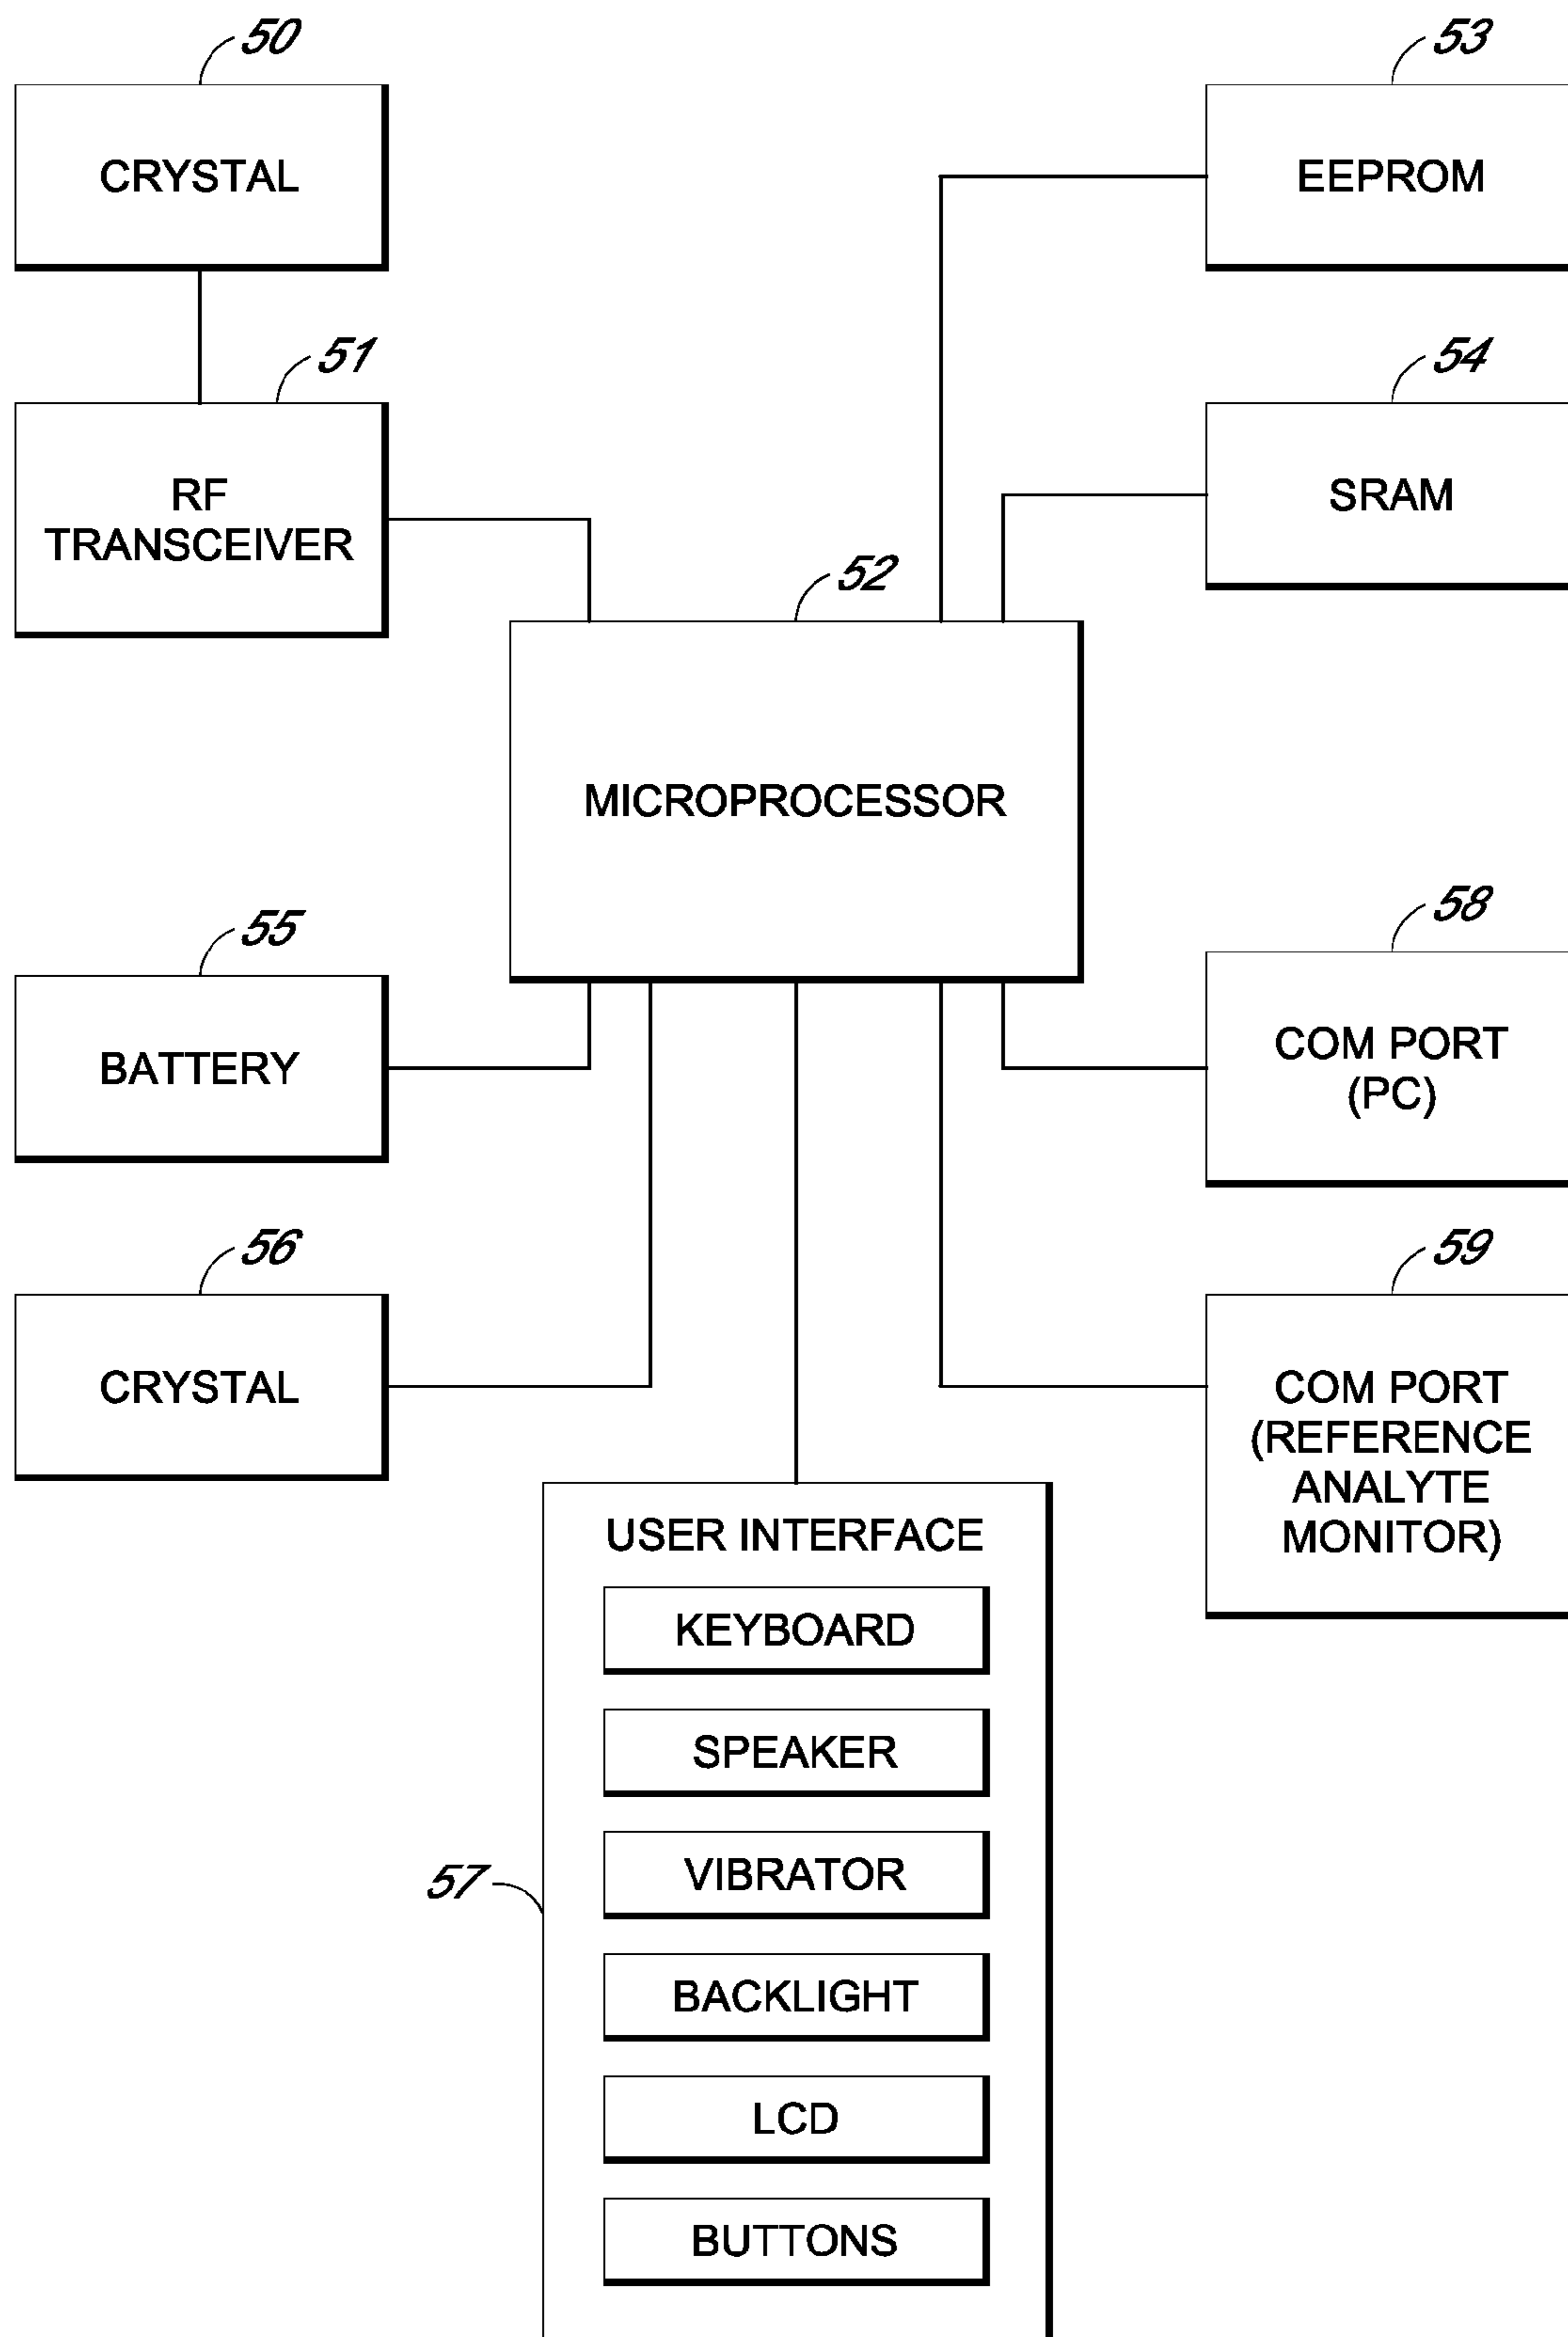 50
CRYSTAL
53
EEPROM
51
RF
TRANSCEIVER
54
SRAM
52
MICROPROCESSOR
55
BATTERY
58
COM PORT
(PC)
56
CRYSTAL
59
COM PORT
(REFERENCE
ANALYTE
MONITOR)
57
USER INTERFACE
KEYBOARD
SPEAKER
VIBRATOR
BACKLIGHT
LCD
BUTTONS